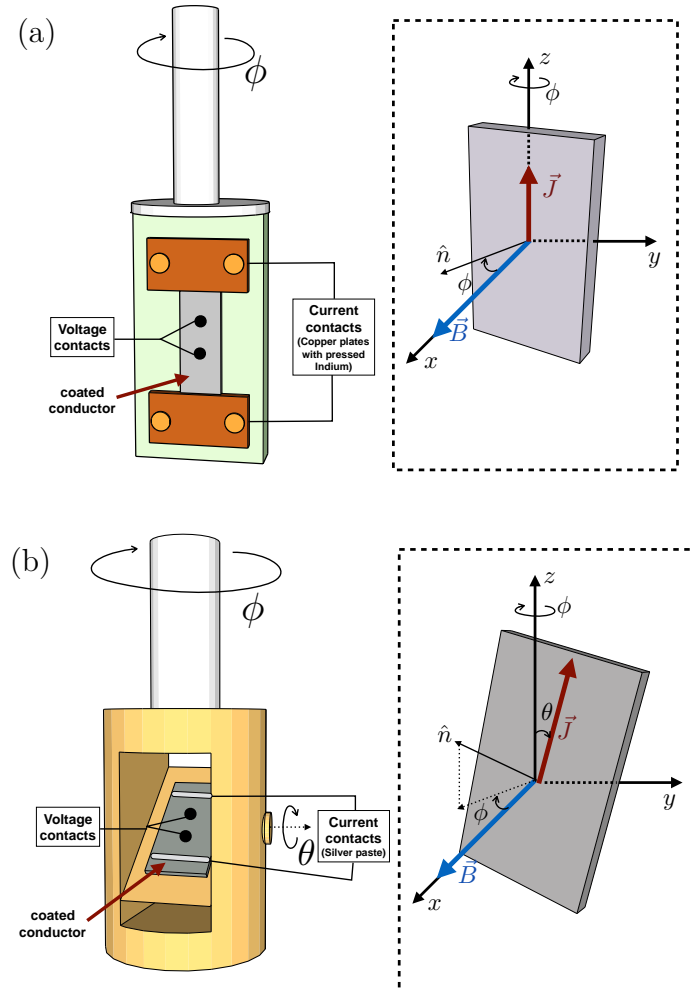 (a)
ϕ
Voltage
contacts
coated
conductor
Current
contacts
(Copper plates
with pressed
Indium)
z
ϕ
J⃗
n̂
ϕ
B⃗
x
y
(b)
ϕ
Voltage
contacts
coated
conductor
θ
Current
contacts
(Silver paste)
z
ϕ
θ
J⃗
n̂
ϕ
B⃗
x
y